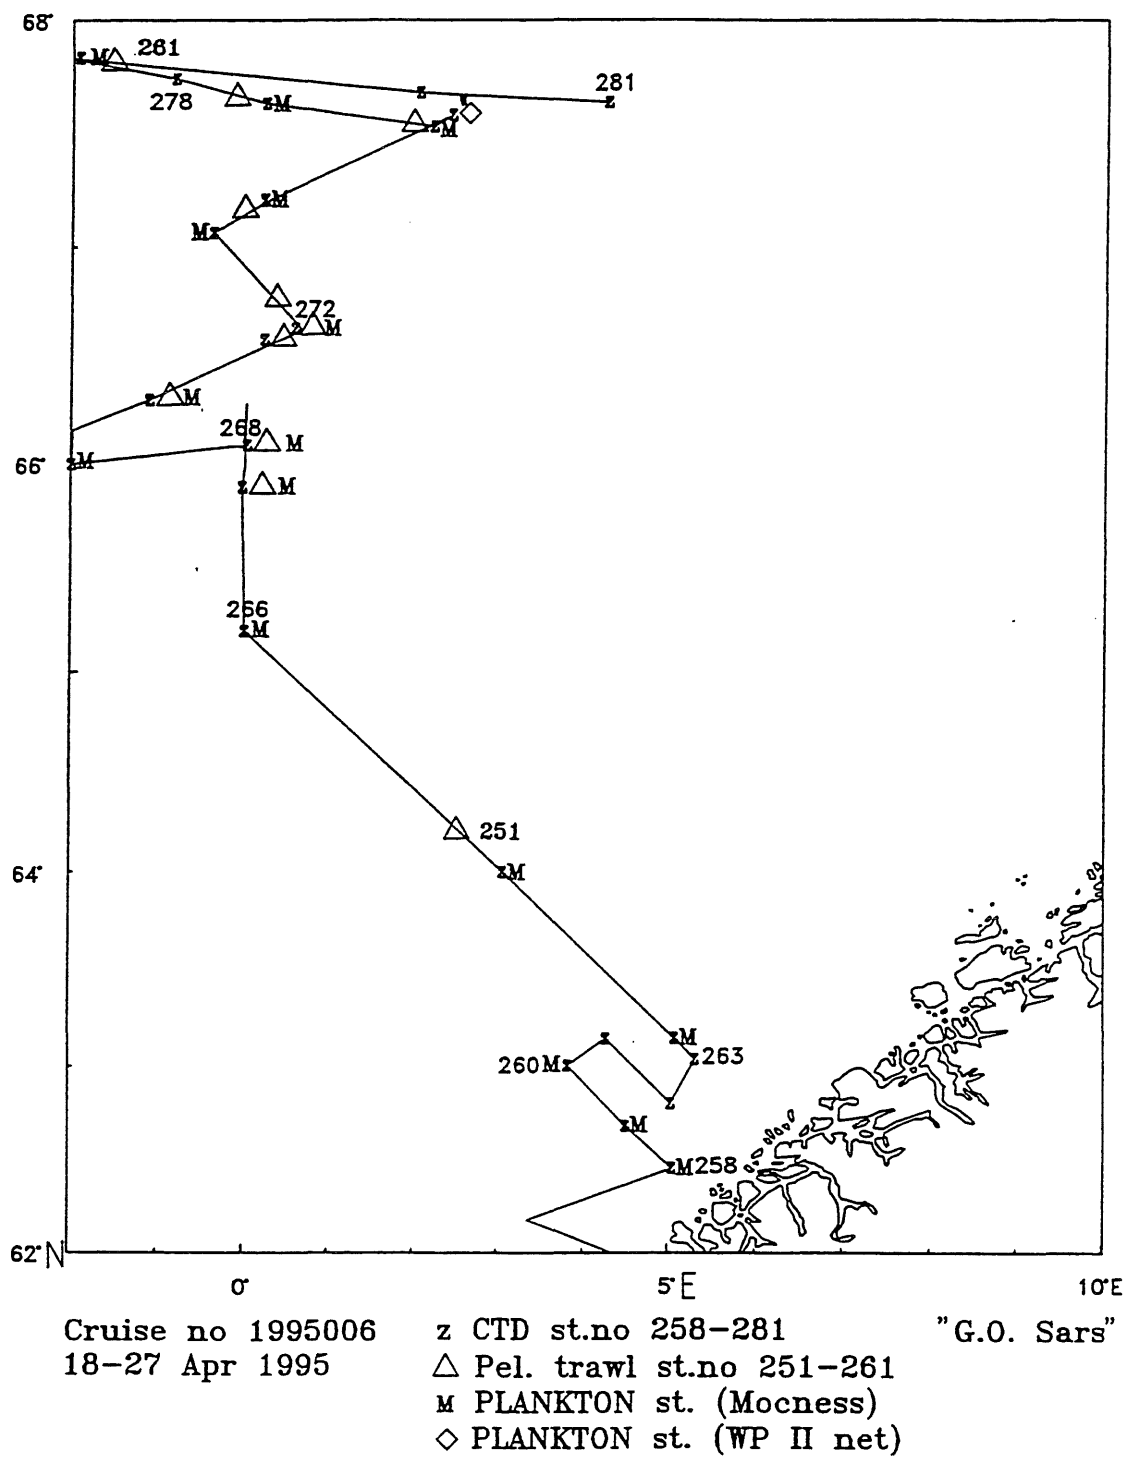 68°
z M 261
281
z
z
278
z M
z
z
z M
z M
M z
272
z
z M
z M
268
z M
66°
z M
z M
266
z M
251
64°
z M
z M
z
260 M z
z 263
z
z M
z M 258
62° N
0° 5° E 10° E
Cruise no 1995006 z CTD st.no 258-281 "G.O. Sars"
18-27 Apr 1995 Pel. trawl st.no 251-261
M PLANKTON st. (Mocness)
PLANKTON st. (WP II net)